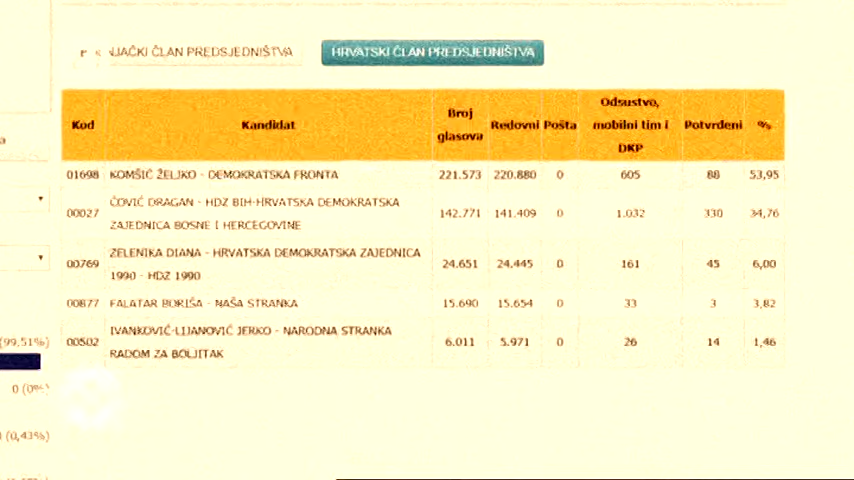 NJAČKI ČLAN PREDSJEDNIŠTVA HRVATSKI ČLAN PREDSJEDNIŠTVA
Kod Kandidat Broj glasova Redovni Pošta Odsustvo, mobilni tim i DKP Potvrđeni %
01698 KOMŠIĆ ŽELJKO - DEMOKRATSKA FRONTA 221.573 220.880 0 605 88 53,95
00027 ČOVIĆ DRAGAN - HDZ BIH-HRVATSKA DEMOKRATSKA
ZAJEDNICA BOSNE I HERCEGOVINE 142.771 141.409 0 1.032 330 34,76
00769 ZELENIKA DIANA - HRVATSKA DEMOKRATSKA ZAJEDNICA
1990 - HDZ 1990 24.651 24.445 0 161 45 6,00
00877 FALATAR BORIŠA - NAŠA STRANKA 15.690 15.654 0 33 3 3,82
00502 IVANKOVIĆ-LIJANOVIĆ JERKO - NARODNA STRANKA
RADOM ZA BOLJITAK 6.011 5.971 0 26 14 1,46
(99,51%)
0 (0%)
(0,43%)